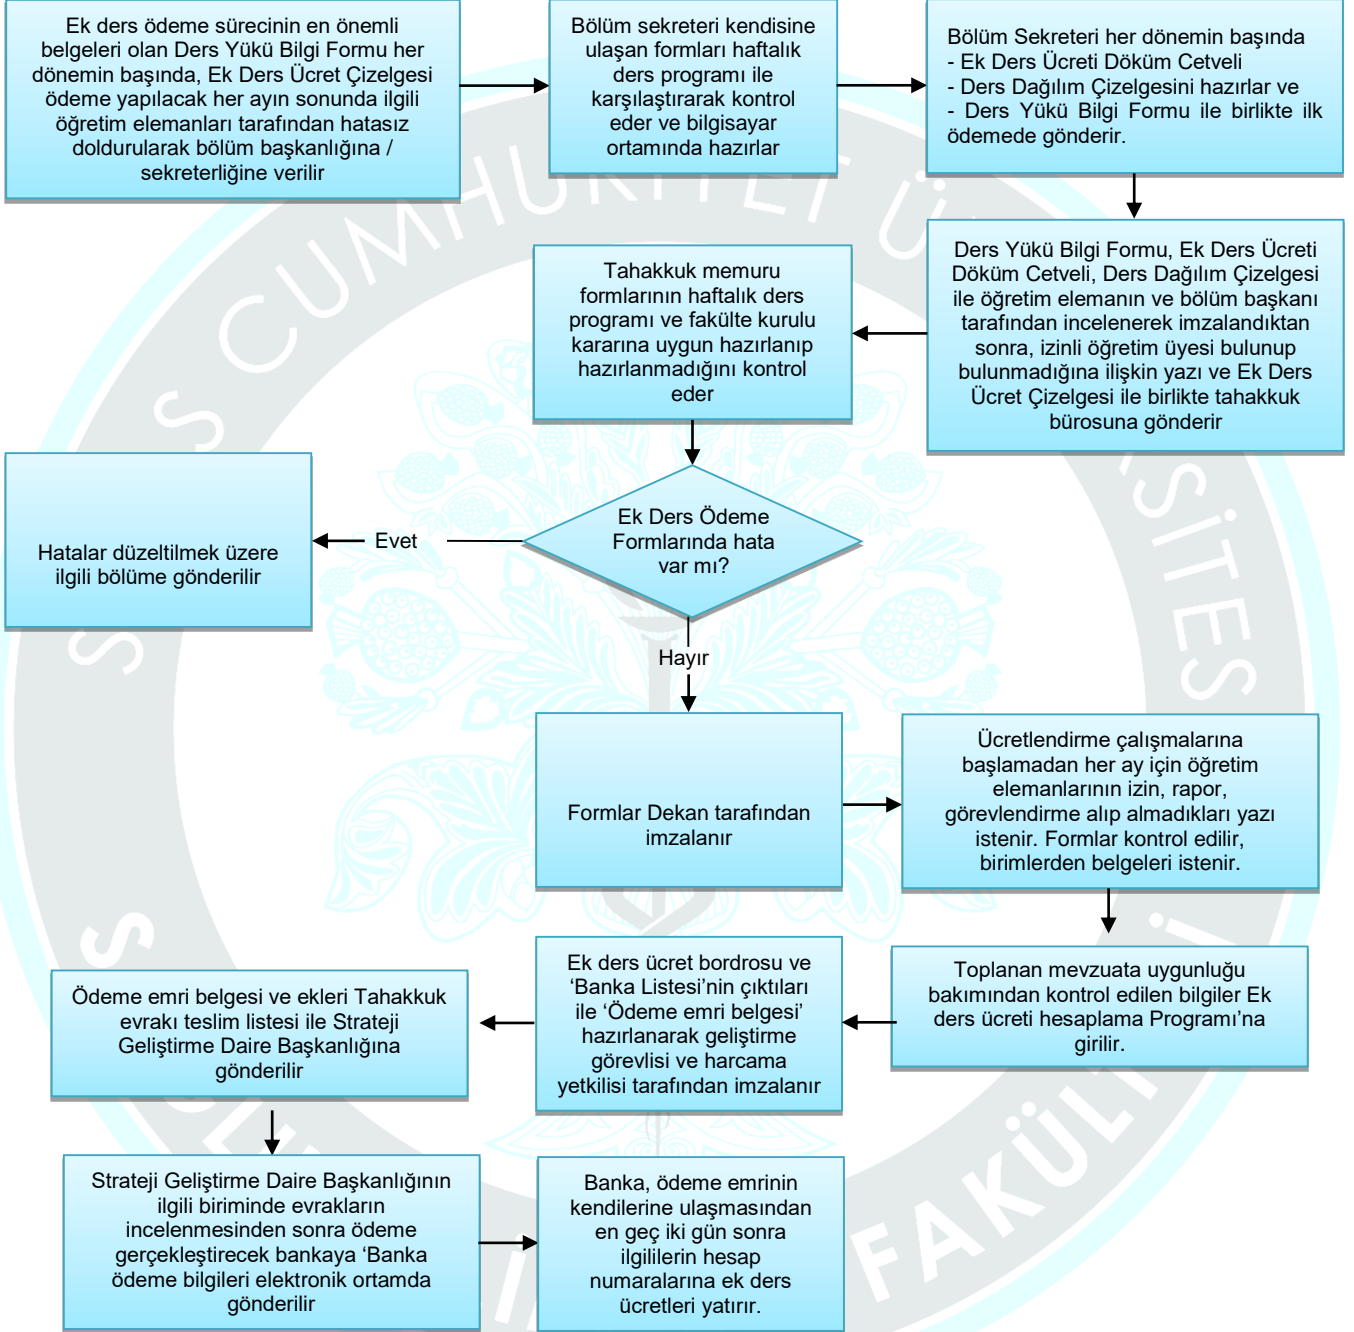 Ek ders ödeme sürecinin en önemli
belgeleri olan Ders Yükü Bilgi Formu her
dönemin başında, Ek Ders Ücret Çizelgesi
ödeme yapılacak her ayın sonunda ilgili
öğretim elemanları tarafından hatasız
doldurularak bölüm başkanlığına /
sekreterliğine verilir
Bölüm sekreteri kendisine
ulaşan formları haftalık
ders programı ile
karşılaştırarak kontrol
eder ve bilgisayar
ortamında hazırlar
Bölüm Sekreteri her dönemin başında
- Ek Ders Ücreti Döküm Cetveli
- Ders Dağılım Çizelgesini hazırlar ve
- Ders Yükü Bilgi Formu ile birlikte ilk
ödemede gönderir.
Ders Yükü Bilgi Formu, Ek Ders Ücreti
Döküm Cetveli, Ders Dağılım Çizelgesi
ile öğretim elemanın ve bölüm başkanı
tarafından incelenerek imzalandıktan
sonra, izinli öğretim üyesi bulunup
bulunmadığına ilişkin yazı ve Ek Ders
Ücret Çizelgesi ile birlikte tahakkuk
bürosuna gönderir
Tahakkuk memuru
formlarının haftalık ders
programı ve fakülte kurulu
kararına uygun hazırlanıp
hazırlanmadığını kontrol
eder
Ek Ders Ödeme
Formlarında hata
var mı?
Evet
Hatalar düzeltilmek üzere
ilgili bölüme gönderilir
Hayır
Formlar Dekan tarafından
imzalanır
Ücretlendirme çalışmalarına
başlamadan her ay için öğretim
elemanlarının izin, rapor,
görevlendirme alıp almadıkları yazı
istenir. Formlar kontrol edilir,
birimlerden belgeleri istenir.
Toplanan mevzuata uygunluğu
bakımından kontrol edilen bilgiler Ek
ders ücreti hesaplama Programı’na
girilir.
Ek ders ücret bordrosu ve
‘Banka Listesi’nin çıktıları
ile ‘Ödeme emri belgesi’
hazırlanarak geliştirme
görevlisi ve harcama
yetkilisi tarafından imzalanır
Ödeme emri belgesi ve ekleri Tahakkuk
evrakı teslim listesi ile Strateji
Geliştirme Daire Başkanlığına
gönderilir
Strateji Geliştirme Daire Başkanlığının
ilgili biriminde evrakların
incelenmesinden sonra ödeme
gerçekleştirecek bankaya ‘Banka
ödeme bilgileri elektronik ortamda
gönderilir
Banka, ödeme emrinin
kendilerine ulaşmasından
en geç iki gün sonra
ilgililerin hesap
numaralarına ek ders
ücretleri yatırır.
CUMHURİYET
FAKÜL